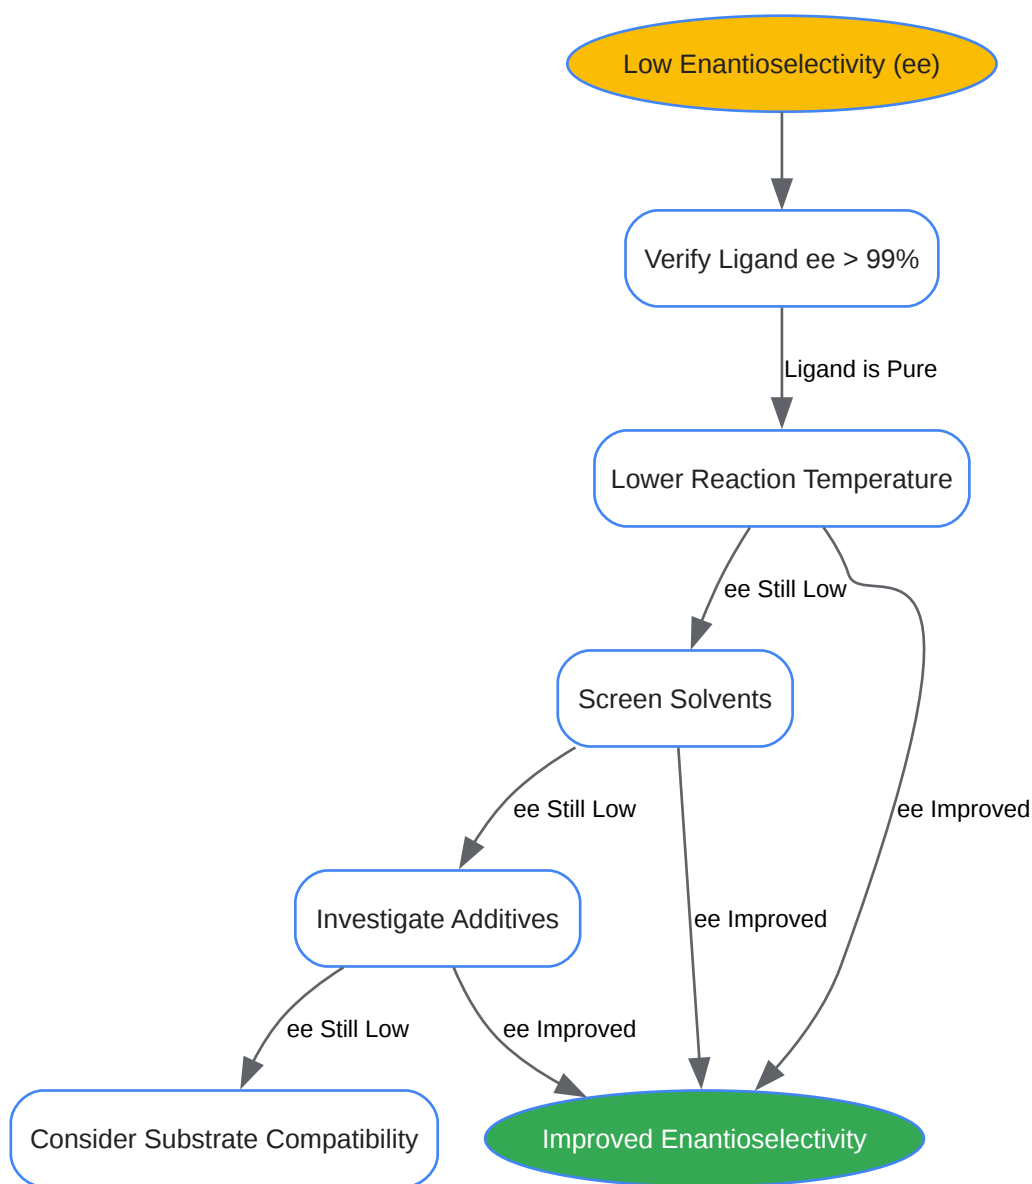 Low Enantioselectivity (ee)
Verify Ligand ee > 99%
Ligand is Pure
Lower Reaction Temperature
ee Still Low
Screen Solvents
ee Still Low
ee Improved
Investigate Additives
ee Improved
ee Still Low
ee Improved
Consider Substrate Compatibility
Improved Enantioselectivity